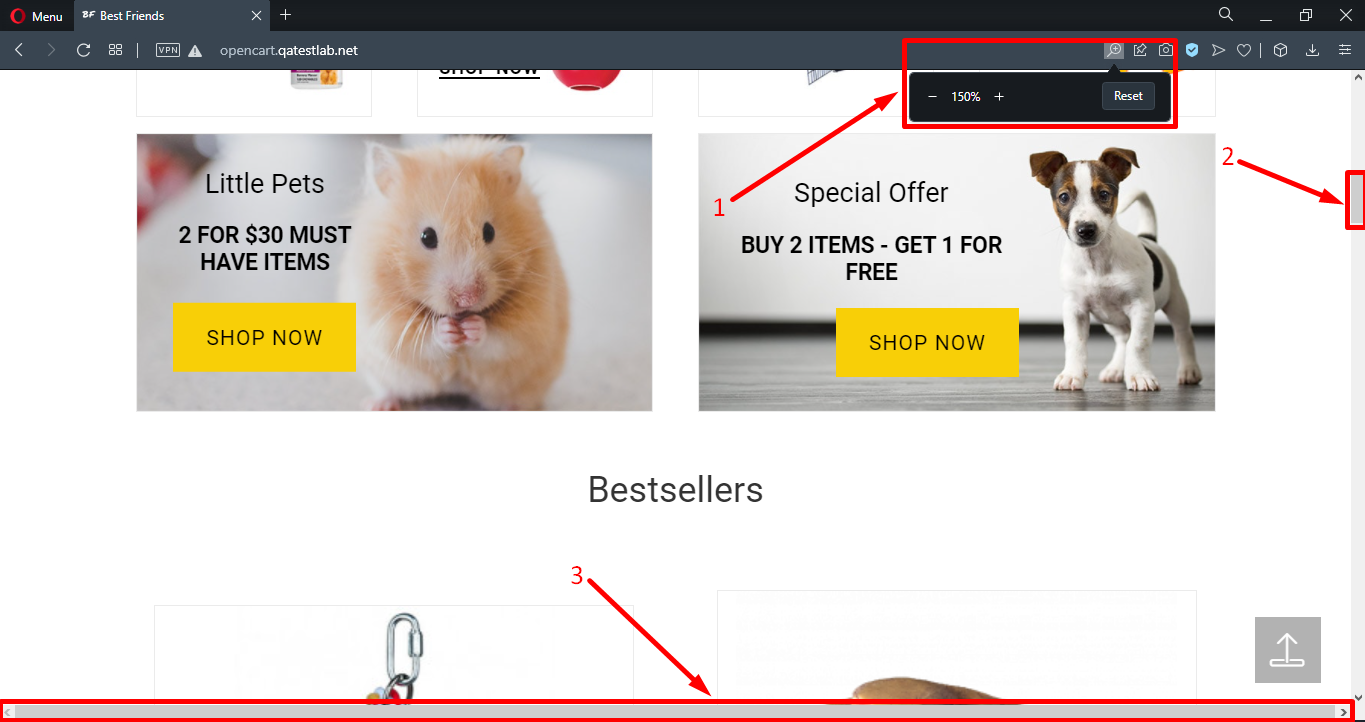 Menu
BF Best Friends
VPN
opencart.qatestlab.net
SHOP NOW
150%
Reset
1
2
Little Pets
2 FOR $30 MUST
HAVE ITEMS
SHOP NOW
Special Offer
BUY 2 ITEMS - GET 1 FOR
FREE
SHOP NOW
Bestsellers
3